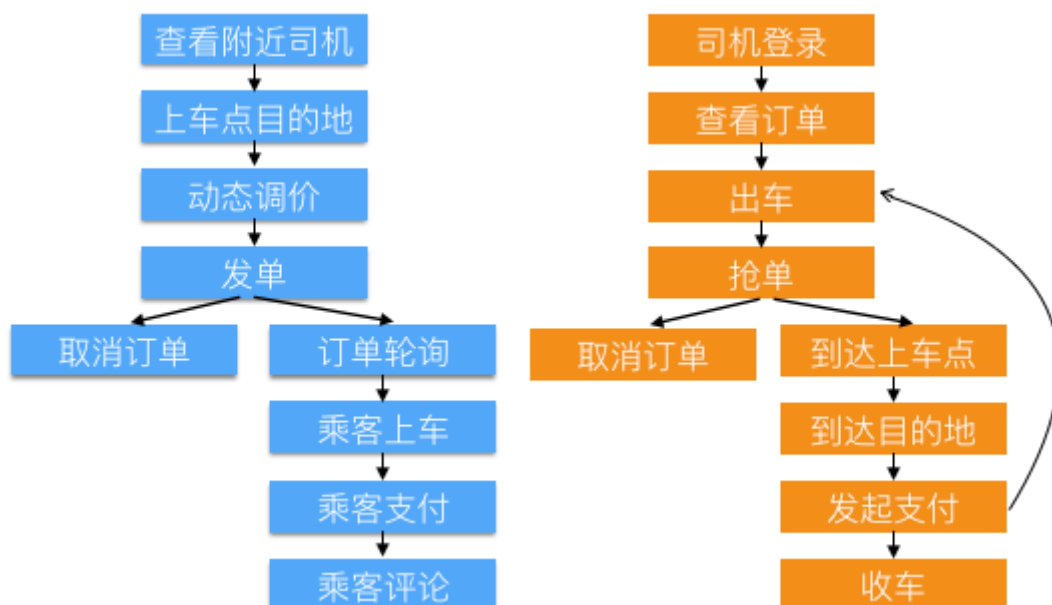 查看附近司机
上车点目的地
动态调价
发单
取消订单
订单轮询
乘客上车
乘客支付
乘客评论
司机登录
查看订单
出车
抢单
取消订单
到达上车点
到达目的地
发起支付
收车